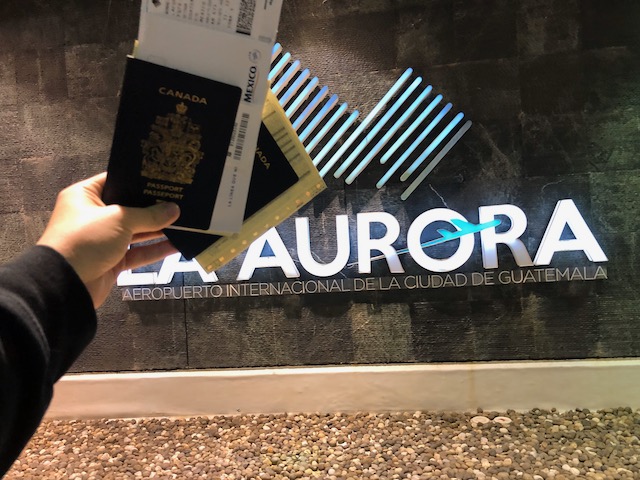 CANADA
PASSPORT
PASSEPORT
MEXICO
LA AURORA
AEROPUERTO INTERNACIONAL DE LA CIUDAD DE GUATEMALA